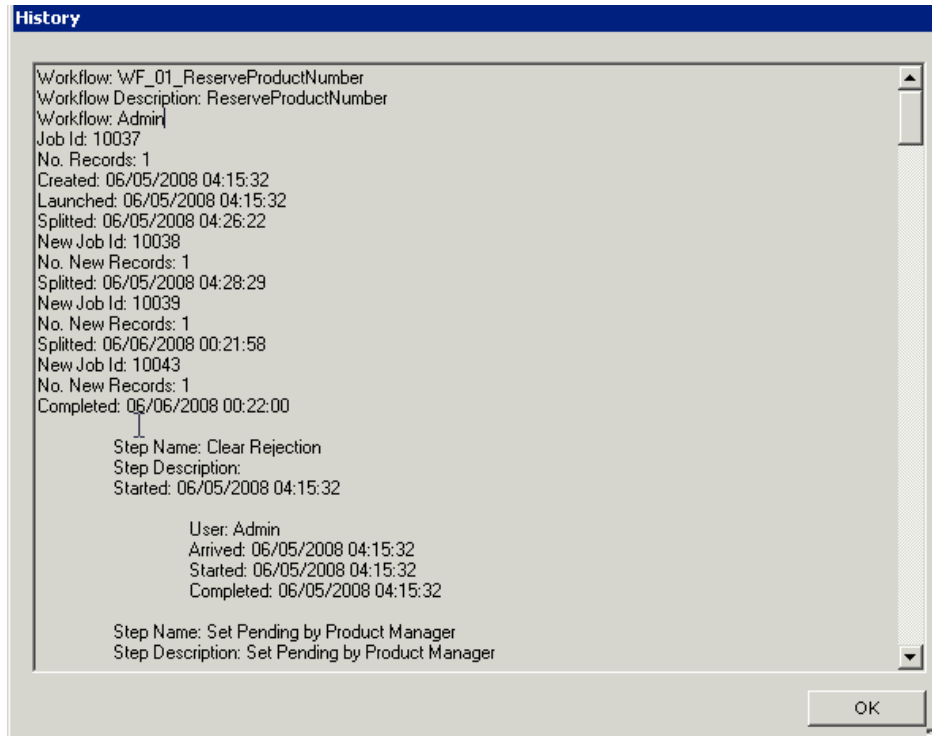 History
Workflow: WF_01_ReserveProductNumber
Workflow Description: ReserveProductNumber
Workflow: Admin
Job Id: 10037
No. Records: 1
Created: 06/05/2008 04:15:32
Launched: 06/05/2008 04:15:32
Splitted: 06/05/2008 04:26:22
New Job Id: 10038
No. New Records: 1
Splitted: 06/05/2008 04:28:29
New Job Id: 10039
No. New Records: 1
Splitted: 06/06/2008 00:21:58
New Job Id: 10043
No. New Records: 1
Completed: 06/06/2008 00:22:00
Step Name: Clear Rejection
Step Description:
Started: 06/05/2008 04:15:32
User: Admin
Arrived: 06/05/2008 04:15:32
Started: 06/05/2008 04:15:32
Completed: 06/05/2008 04:15:32
Step Name: Set Pending by Product Manager
Step Description: Set Pending by Product Manager
OK